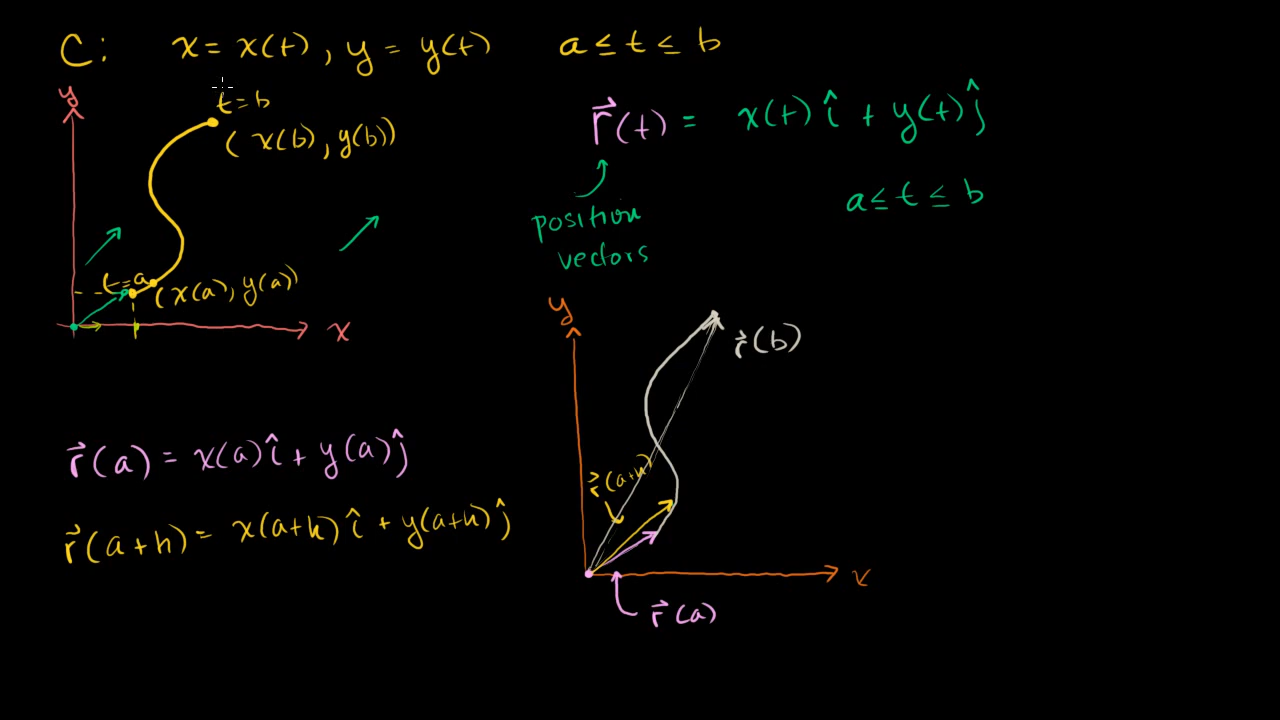 C: x = x(t), y = y(t) a ≤ t ≤ b
y
t = b
(x(b), y(b))
t = a
(x(a), y(a))
x
r⃗(t) = x(t)î + y(t)ĵ
a ≤ t ≤ b
position
vectors
r⃗(a) = x(a)î + y(a)ĵ
r⃗(a+h) = x(a+h)î + y(a+h)ĵ
y
r⃗(b)
r⃗(a+h)
x
r⃗(a)